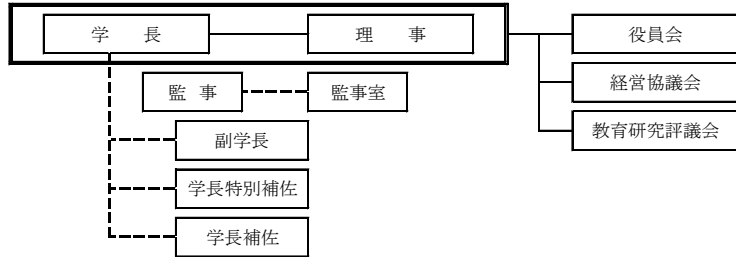 学　長
理　事
役員会
監　事
監事室
経営協議会
副学長
教育研究評議会
学長特別補佐
学長補佐